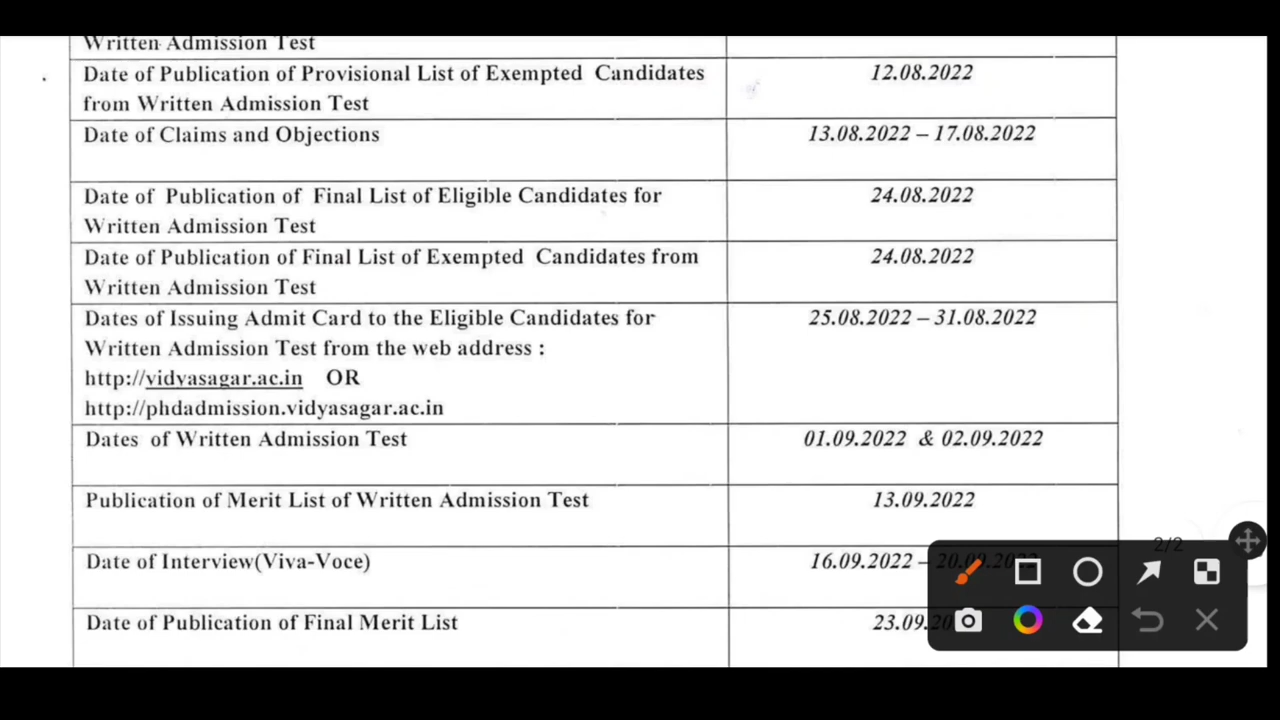 Written Admission Test
Date of Publication of Provisional List of Exempted Candidates
from Written Admission Test
12.08.2022
Date of Claims and Objections
13.08.2022 – 17.08.2022
Date of Publication of Final List of Eligible Candidates for
Written Admission Test
24.08.2022
Date of Publication of Final List of Exempted Candidates from
Written Admission Test
24.08.2022
Dates of Issuing Admit Card to the Eligible Candidates for
Written Admission Test from the web address :
http://vidyasagar.ac.in OR
http://phdadmission.vidyasagar.ac.in
25.08.2022 – 31.08.2022
Dates of Written Admission Test
01.09.2022 & 02.09.2022
Publication of Merit List of Written Admission Test
13.09.2022
2/2
Date of Interview(Viva-Voce)
16.09.2022 – 20.09.2022
Date of Publication of Final Merit List
23.09.20